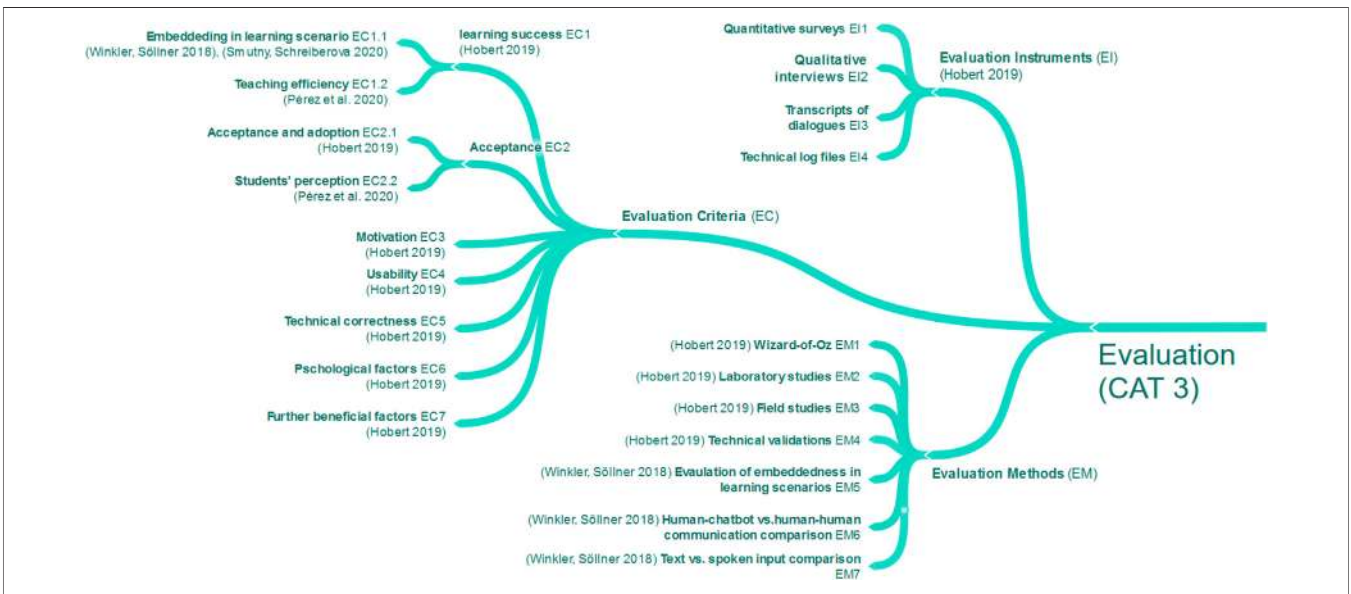 Embeddeding in learning scenario EC1.1
(Winkler, Söllner 2018), (Smutny, Schreiberova 2020)
Teaching efficiency EC1.2
(Pérez et al. 2020)
learning success EC1
(Hobert 2019)
Acceptance and adoption EC2.1
(Hobert 2019)
Students' perception EC2.2
(Pérez et al. 2020)
Acceptance EC2
Motivation EC3
(Hobert 2019)
Usability EC4
(Hobert 2019)
Technical correctness EC5
(Hobert 2019)
Pschological factors EC6
(Hobert 2019)
Further beneficial factors EC7
(Hobert 2019)
Evaluation Criteria (EC)
Quantitative surveys EI1
Qualitative
interviews EI2
Transcripts of
dialogues EI3
Technical log files EI4
Evaluation Instruments (EI)
(Hobert 2019)
(Hobert 2019) Wizard-of-Oz EM1
(Hobert 2019) Laboratory studies EM2
(Hobert 2019) Field studies EM3
(Hobert 2019) Technical validations EM4
(Winkler, Söllner 2018) Evaulation of embeddedness in
learning scenarios EM5
(Winkler, Söllner 2018) Human-chatbot vs.human-human
communication comparison EM6
(Winkler, Söllner 2018) Text vs. spoken input comparison
EM7
Evaluation Methods (EM)
Evaluation
(CAT 3)